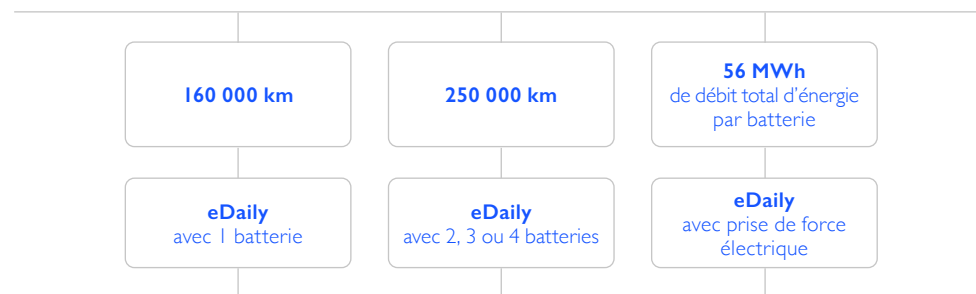 160 000 km
250 000 km
56 MWh
de débit total d’énergie
par batterie
eDaily
avec 1 batterie
eDaily
avec 2, 3 ou 4 batteries
eDaily
avec prise de force
électrique